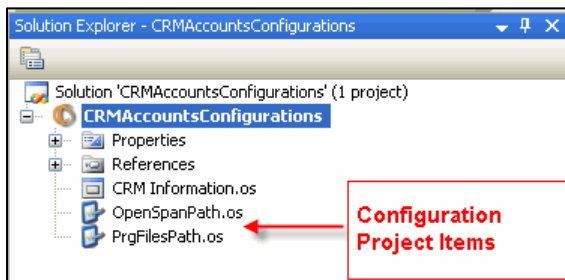 Solution Explorer - CRMAccountsConfigurations
Solution 'CRMAccountsConfigurations' (1 project)
CRMAccountsConfigurations
Properties
References
CRM Information.os
OpenSpanPath.os
PrgFilesPath.os
Configuration
Project Items